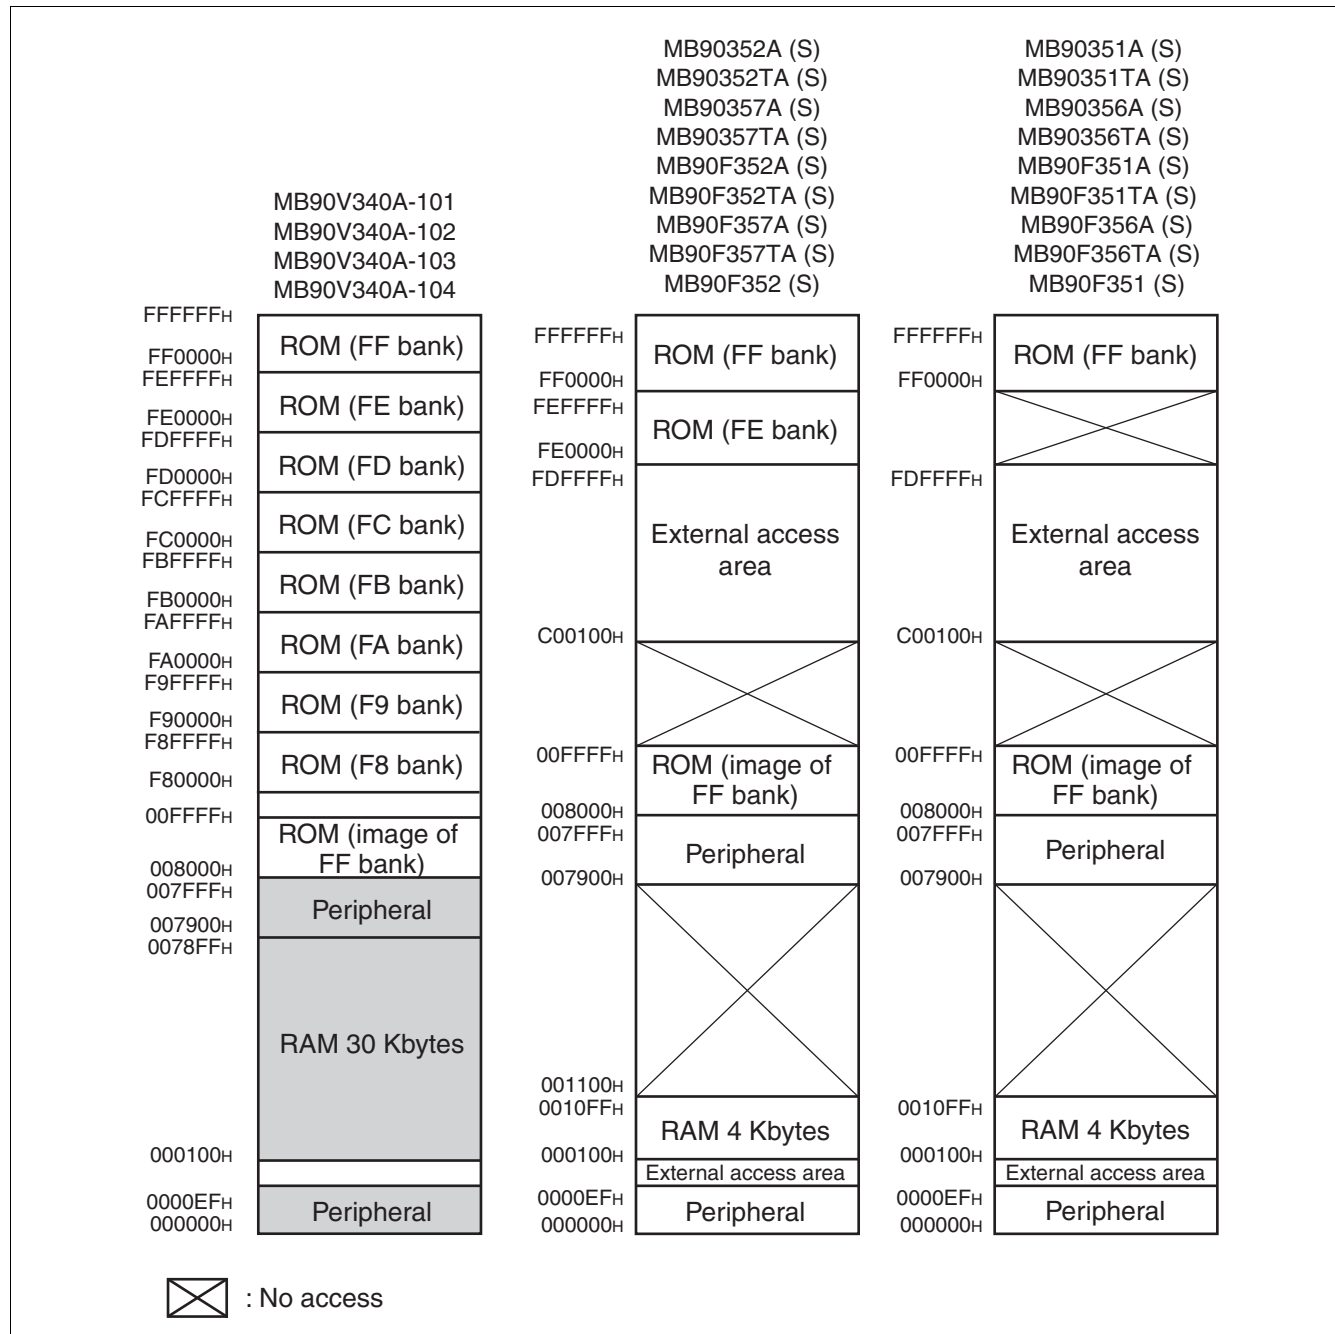 MB90V340A-101
MB90V340A-102
MB90V340A-103
MB90V340A-104
FFFFFFH
ROM (FF bank)
FF0000H
FEFFFFH
ROM (FE bank)
FE0000H
FDFFFFH
ROM (FD bank)
FD0000H
FCFFFFH
ROM (FC bank)
FC0000H
FBFFFFH
ROM (FB bank)
FB0000H
FAFFFFH
ROM (FA bank)
FA0000H
F9FFFFH
ROM (F9 bank)
F90000H
F8FFFFH
ROM (F8 bank)
F80000H
00FFFFH
ROM (image of
FF bank)
008000H
007FFFH
Peripheral
007900H
0078FFH
RAM 30 Kbytes
000100H
0000EFH
Peripheral
000000H
MB90352A (S)
MB90352TA (S)
MB90357A (S)
MB90357TA (S)
MB90F352A (S)
MB90F352TA (S)
MB90F357A (S)
MB90F357TA (S)
MB90F352 (S)
FFFFFFH
ROM (FF bank)
FF0000H
FEFFFFH
ROM (FE bank)
FE0000H
FDFFFFH
External access
area
C00100H
00FFFFH
ROM (image of
FF bank)
008000H
007FFFH
Peripheral
007900H
001100H
0010FFH
RAM 4 Kbytes
000100H
External access area
0000EFH
Peripheral
000000H
MB90351A (S)
MB90351TA (S)
MB90356A (S)
MB90356TA (S)
MB90F351A (S)
MB90F351TA (S)
MB90F356A (S)
MB90F356TA (S)
MB90F351 (S)
FFFFFFH
ROM (FF bank)
FF0000H
FDFFFFH
External access
area
C00100H
00FFFFH
ROM (image of
FF bank)
008000H
007FFFH
Peripheral
007900H
0010FFH
RAM 4 Kbytes
000100H
External access area
0000EFH
Peripheral
000000H
: No access